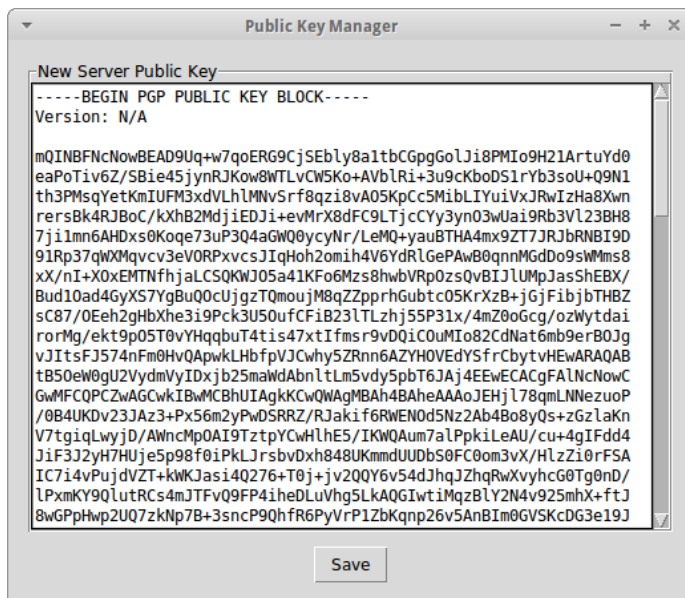 Public Key Manager
New Server Public Key
-----BEGIN PGP PUBLIC KEY BLOCK-----
Version: N/A
mQINBFNcNowBEAD9Uq+w7qoERG9CjSEbly8a1tbCGpgGolJi8PMIo9H21ArtuYd0
eaPoTiv6Z/SBie45jynRJKow8WTLvCW5Ko+AVblRi+3u9cKboDS1rYb3soU+Q9N1
th3PMsqYetKmIUFM3xdVLhlMNvSrf8qzi8vAO5KpCc5MibLIYuiVxJRwIzHa8Xwn
rersBk4RJBoC/kXhB2MdjiEDJi+evMrX8dFC9LTjcCYy3ynO3wUai9Rb3Vl23BH8
7ji1mn6AHDxs0Koqe73uP3Q4aGWQ0ycyNr/LeMQ+yauBTHA4mx9ZT7JRJbRNBI9D
91Rp37qWXMqvcv3eVORPxvcsJIqHoh2omih4V6YdRlGePAwB0qnnMGdDo9sWMms8
xX/nI+XOxEMTNfhjaLCSQKWJO5a41KFo6Mzs8hwbVRpOzsQvBIJlUMpJasShEBX/
Bud1Oad4GyXS7YgBuQOcUjgzTQmoujM8qZZpprhGubtcO5KrXzB+jGjFibjbTHBZ
sC87/OEeh2gHbXhe3i9Pck3U5OufCFiB23lTLzhj55P31x/4mZ0oGcg/ozWytdai
rorMg/ekt9pO5T0vYHqqbuT4tis47xtIfmsr9vDQiCOuMIo82CdNat6mb9erBOJg
vJItsFJ574nFm0HvQApwkLHbfpVJCwhy5ZRnn6AZYHOVEdYSfrCbytvHEwARAQAB
tB5OeW0gU2VydmVyIDxjb25maWdAbnltLm5vdy5pbT6JAj4EEwECACgFAlNcNowC
GwMFCQPCZwAGCwkIBwMCBhUIAgkKCwQWAgMBAh4BAheAAAoJEHjl78qmLNNezuoP
/0B4UKDv23JAz3+Px56m2yPwDSRRZ/RJakif6RWENOd5Nz2Ab4Bo8yQs+zGzlaKn
V7tgiqLwyjD/AWncMpOAI9TztpYCwHlhE5/IKWQAum7alPpkiLeAU/cu+4gIFdd4
JiF3J2yH7HUje5p98f0iPkLJrsbvDxh848UKmmdUUDbS0FC0om3vX/HlzZi0rFSA
IC7i4vPujdVZT+kWKJasi4Q276+T0j+jv2QQY6v54dJhqJZhqRwXvyhcG0Tg0nD/
lPxmKY9QlutRCs4mJTFvQ9FP4iheDLuVhg5LkAQGIwtiMqzBlY2N4v925mhX+ftJ
8wGPpHwp2UQ7zkNp7B+3sncP9QhfR6PyVrP1ZbKqnp26v5AnBIm0GVSKcDG3e19J
Save